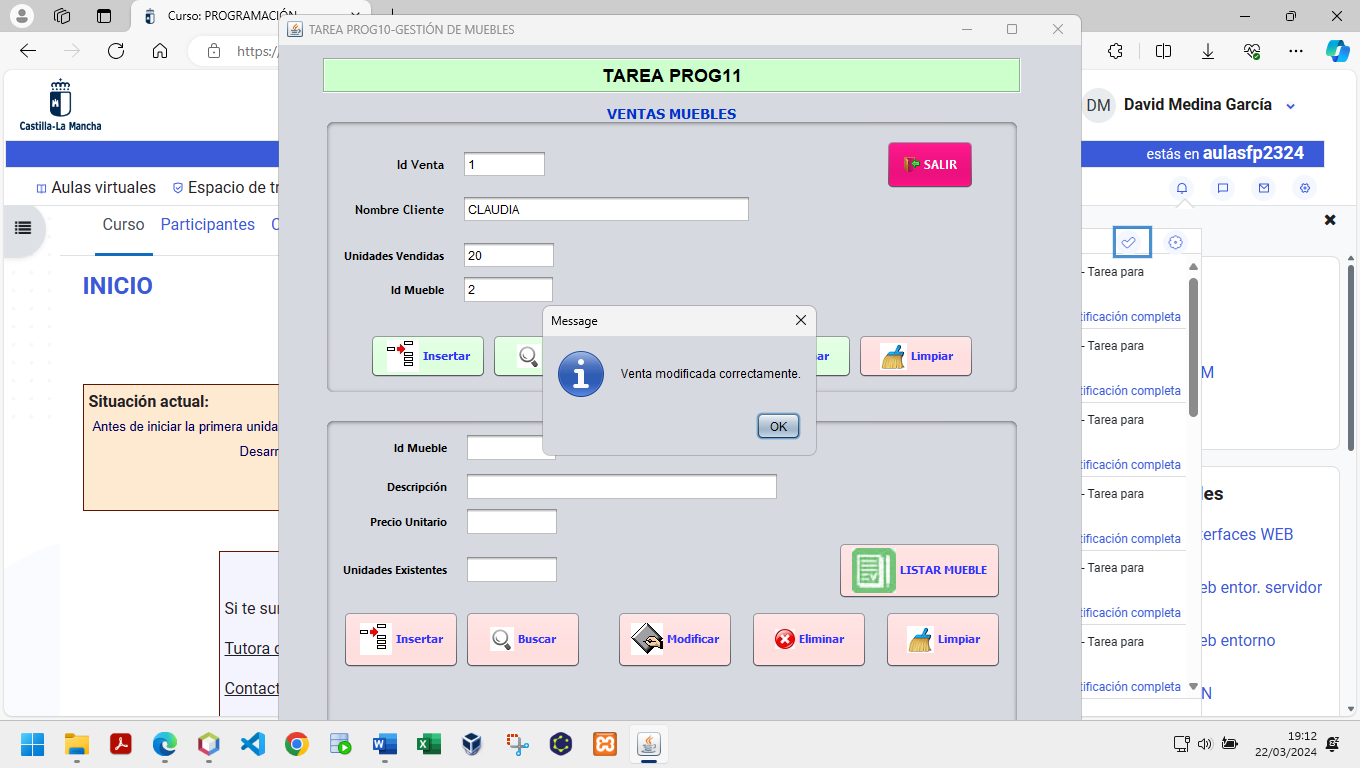 Curso: PROGRAMACIÓN
TAREA PROG10-GESTIÓN DE MUEBLES
https:/
TAREA PROG11
Castilla-La Mancha
DM David Medina García
VENTAS MUEBLES
estás en aulasfp2324
Id Venta 1
SALIR
Aulas virtuales Espacio de
Nombre Cliente CLAUDIA
Curso Participantes
Unidades Vendidas 20
- Tarea para
INICIO
Id Mueble 2
tificación completa
Message
- Tarea para
Insertar
Limpiar
Venta modificada correctamente.
M
tificación completa
Situación actual:
Antes de iniciar la primera unida
OK
- Tarea para
Id Mueble
Desarr
tificación completa
Descripción
- Tarea para
les
Precio Unitario
terfaces WEB
tificación completa
Unidades Existentes
LISTAR MUEBLE
- Tarea para
eb entor. servidor
Si te sur
tificación completa
Insertar Buscar Modificar Eliminar Limpiar
- Tarea para
eb entorno
Tutora
Contact
tificación completa
N
19:12
22/03/2024